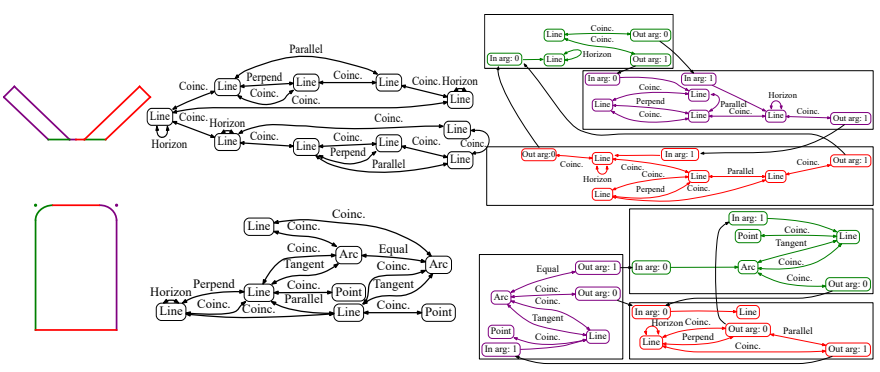 Parallel
Coinc.
Line
Perpend
Line
Coinc.
Line
Coinc.
Horizon
Coinc.
Coinc.
Line
Line
Coinc.
Horizon
Coinc.
Line
Horizon
Line
Coinc.
Line
Coinc.
Line
Coinc.
Perpend
Line
Parallel
Line
Coinc.
Coinc.
Line
Out arg: 0
Coinc.
In arg: 0
Line
Horizon
Out arg: 1
In arg: 0
In arg: 1
Coinc.
Line
Horizon
Line
Perpend
Parallel
Coinc.
Line
Coinc.
Line
Coinc.
Out arg: 1
Out arg:0
Coinc.
Line
In arg: 1
Out arg: 1
Horizon
Coinc.
Line
Parallel
Line
Coinc.
Perpend
Coinc.
Line
Coinc.
Line
Coinc.
Coinc.
Arc
Equal
Arc
Tangent
Coinc.
Horizon
Perpend
Line
Coinc.
Point
Tangent
Line
Coinc.
Coinc.
Parallel
Line
Coinc.
Point
In arg: 1
Point
Coinc.
Line
Tangent
In arg: 0
Arc
Coinc.
Coinc.
Out arg: 0
Equal
Out arg: 1
Arc
Coinc.
Out arg: 0
Coinc.
Tangent
Point
Line
Coinc.
In arg: 1
In arg: 0
Line
Horizon
Coinc.
Out arg: 0
Line
Perpend
Parallel
Coinc.
Out arg: 1